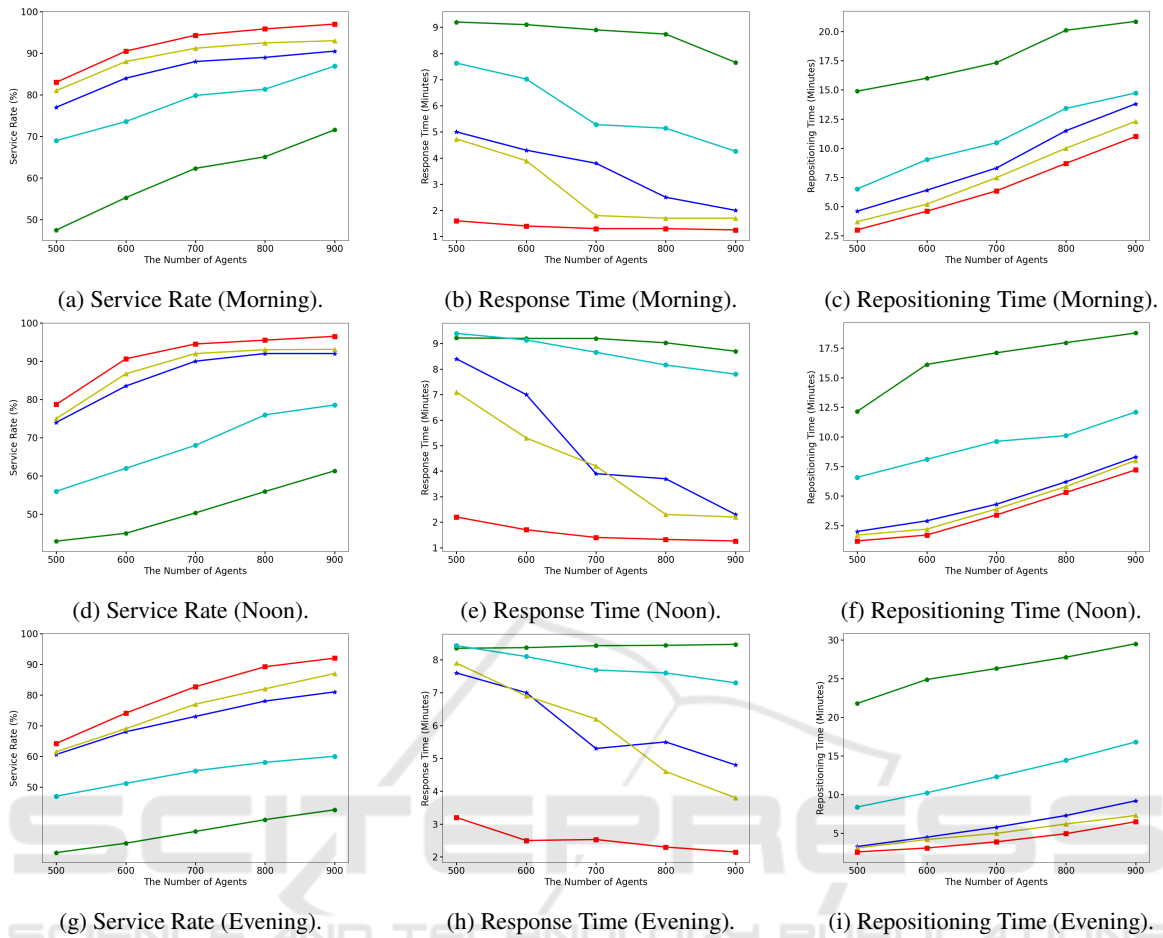 100
90
80
70
60
50
Service Rate (%)
500 600 700 800 900
The Number of Agents
9
8
7
6
5
4
3
2
1
Response Time (Minutes)
500 600 700 800 900
The Number of Agents
20.0
17.5
15.0
12.5
10.0
7.5
5.0
2.5
Repositioning Time (Minutes)
500 600 700 800 900
The Number of Agents
(a) Service Rate (Morning).
(b) Response Time (Morning).
(c) Repositioning Time (Morning).
100
90
80
70
60
50
Service Rate (%)
500 600 700 800 900
The Number of Agents
9
8
7
6
5
4
3
2
1
Response Time (Minutes)
500 600 700 800 900
The Number of Agents
17.5
15.0
12.5
10.0
7.5
5.0
2.5
Repositioning Time (Minutes)
500 600 700 800 900
The Number of Agents
(d) Service Rate (Noon).
(e) Response Time (Noon).
(f) Repositioning Time (Noon).
100
90
80
70
60
50
Service Rate (%)
500 600 700 800 900
The Number of Agents
8
7
6
5
4
3
2
Response Time (Minutes)
500 600 700 800 900
The Number of Agents
30
25
20
15
10
5
Repositioning Time (Minutes)
500 600 700 800 900
The Number of Agents
(g) Service Rate (Evening).
(h) Response Time (Evening).
(i) Repositioning Time (Evening).
SCITEPRESS
SCIENCE AND TECHNOLOGY PUBLICATIONS